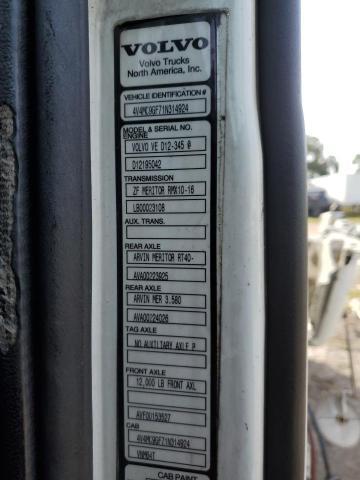 VOLVO
Volvo Trucks
North America, Inc.
VEHICLE IDENTIFICATION #
4V4MC9GF71N314924
MODEL & SERIAL NO.
ENGINE
VOLVO VE D12-345 @
D12195042
TRANSMISSION
ZF MERITOR RMX10-16
LB00023108
AUX. TRANS.
REAR AXLE
ARVIN MERITOR RT40-
AVA00223925
REAR AXLE
ARVIN MER 3.580
AVA00224026
TAG AXLE
NO AUXILIARY AXLE P
FRONT AXLE
12,000 LB FRONT AXL
AVF00153527
CAB
4V4MC9GF71N314924
VNM64T
CAB PAINT